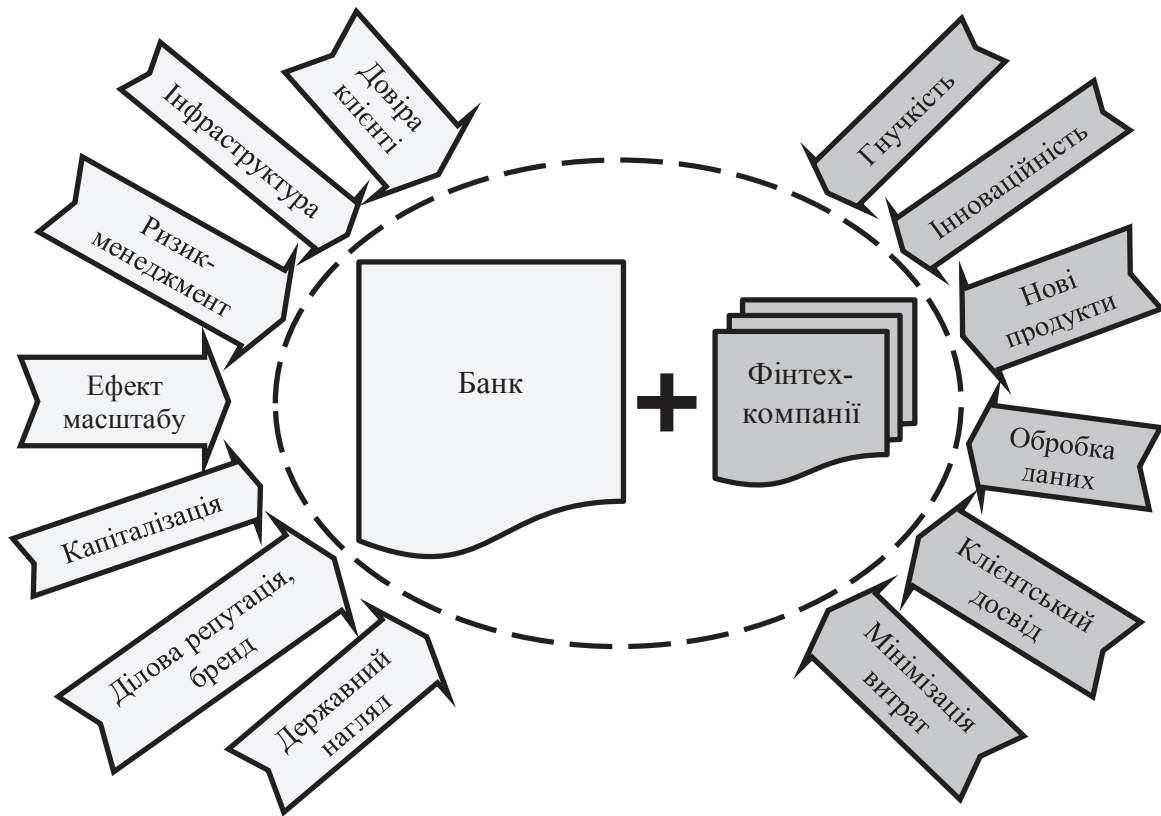 Довіра
клієнті
Інфраструктура
Ризик-
менеджмент
Ефект
масштабу
Капіталізація
Ділова репутація,
бренд
Державний
нагляд
Банк
Фінтех-
компанії
Гнучкість
Інноваційність
Нові
продукти
Обробка
даних
Клієнтський
досвід
Мінімізація
витрат